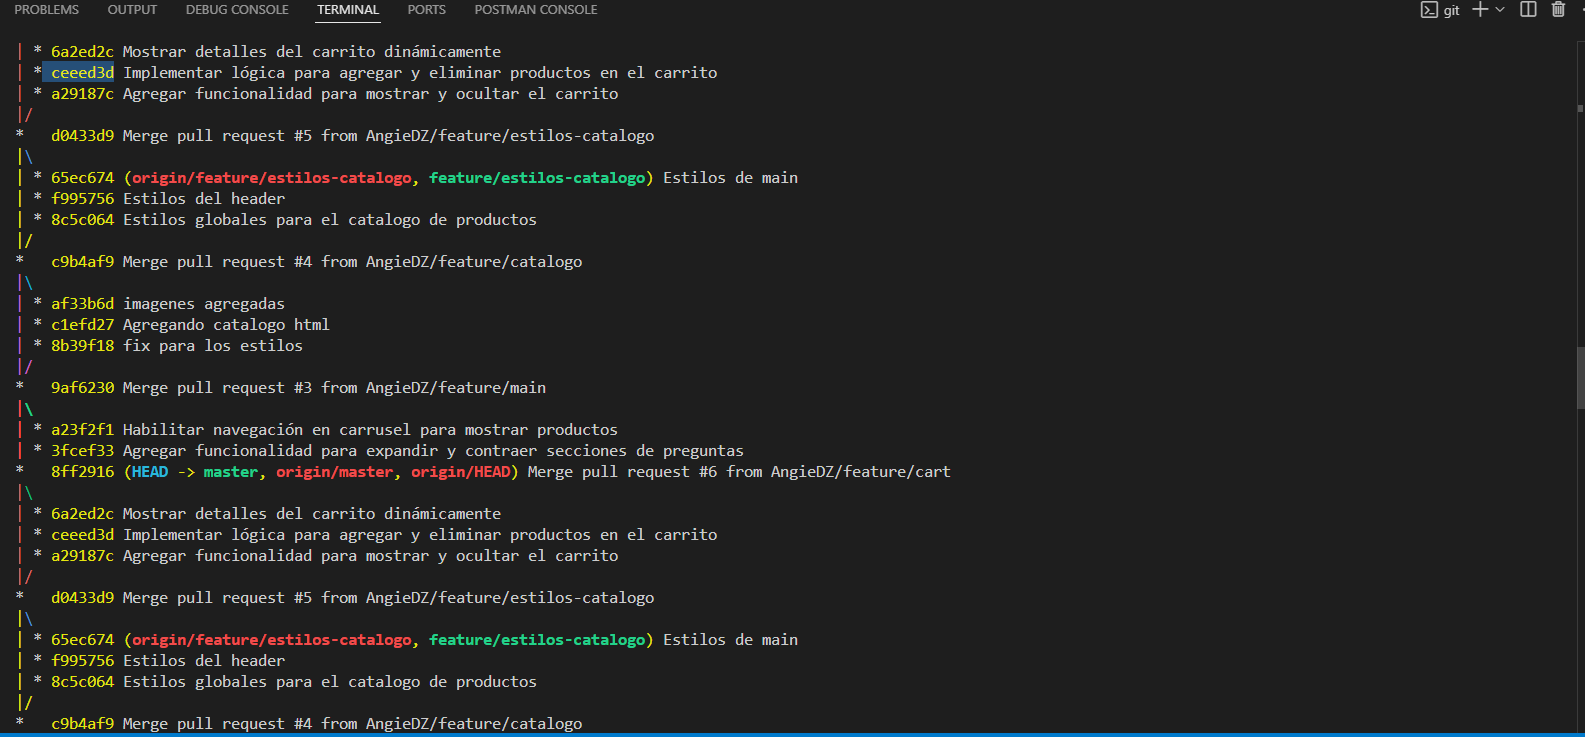 PROBLEMS OUTPUT DEBUG CONSOLE TERMINAL PORTS POSTMAN CONSOLE git
| * 6a2ed2c Mostrar detalles del carrito dinámicamente
| * ceeed3d Implementar lógica para agregar y eliminar productos en el carrito
| * a29187c Agregar funcionalidad para mostrar y ocultar el carrito
|/
* d0433d9 Merge pull request #5 from AngieDZ/feature/estilos-catalogo
|\
| * 65ec674 (origin/feature/estilos-catalogo, feature/estilos-catalogo) Estilos de main
| * f995756 Estilos del header
| * 8c5c064 Estilos globales para el catalogo de productos
|/
* c9b4af9 Merge pull request #4 from AngieDZ/feature/catalogo
|\
| * af33b6d imagenes agregadas
| * c1efd27 Agregando catalogo html
| * 8b39f18 fix para los estilos
|/
* 9af6230 Merge pull request #3 from AngieDZ/feature/main
|\
| * a23f2f1 Habilitar navegación en carrusel para mostrar productos
| * 3fcef33 Agregar funcionalidad para expandir y contraer secciones de preguntas
* 8ff2916 (HEAD -> master, origin/master, origin/HEAD) Merge pull request #6 from AngieDZ/feature/cart
|\
| * 6a2ed2c Mostrar detalles del carrito dinámicamente
| * ceeed3d Implementar lógica para agregar y eliminar productos en el carrito
| * a29187c Agregar funcionalidad para mostrar y ocultar el carrito
|/
* d0433d9 Merge pull request #5 from AngieDZ/feature/estilos-catalogo
|\
| * 65ec674 (origin/feature/estilos-catalogo, feature/estilos-catalogo) Estilos de main
| * f995756 Estilos del header
| * 8c5c064 Estilos globales para el catalogo de productos
|/
* c9b4af9 Merge pull request #4 from AngieDZ/feature/catalogo